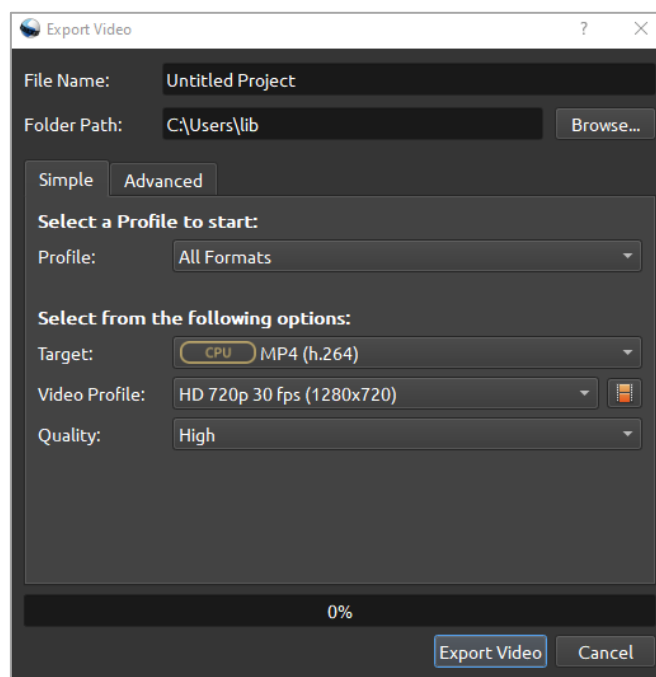 Export Video ?
File Name: Untitled Project
Folder Path: C:\Users\lib Browse...
Simple Advanced
Select a Profile to start:
Profile: All Formats
Select from the following options:
Target: CPU MP4 (h.264)
Video Profile: HD 720p 30 fps (1280x720)
Quality: High
0%
Export Video Cancel